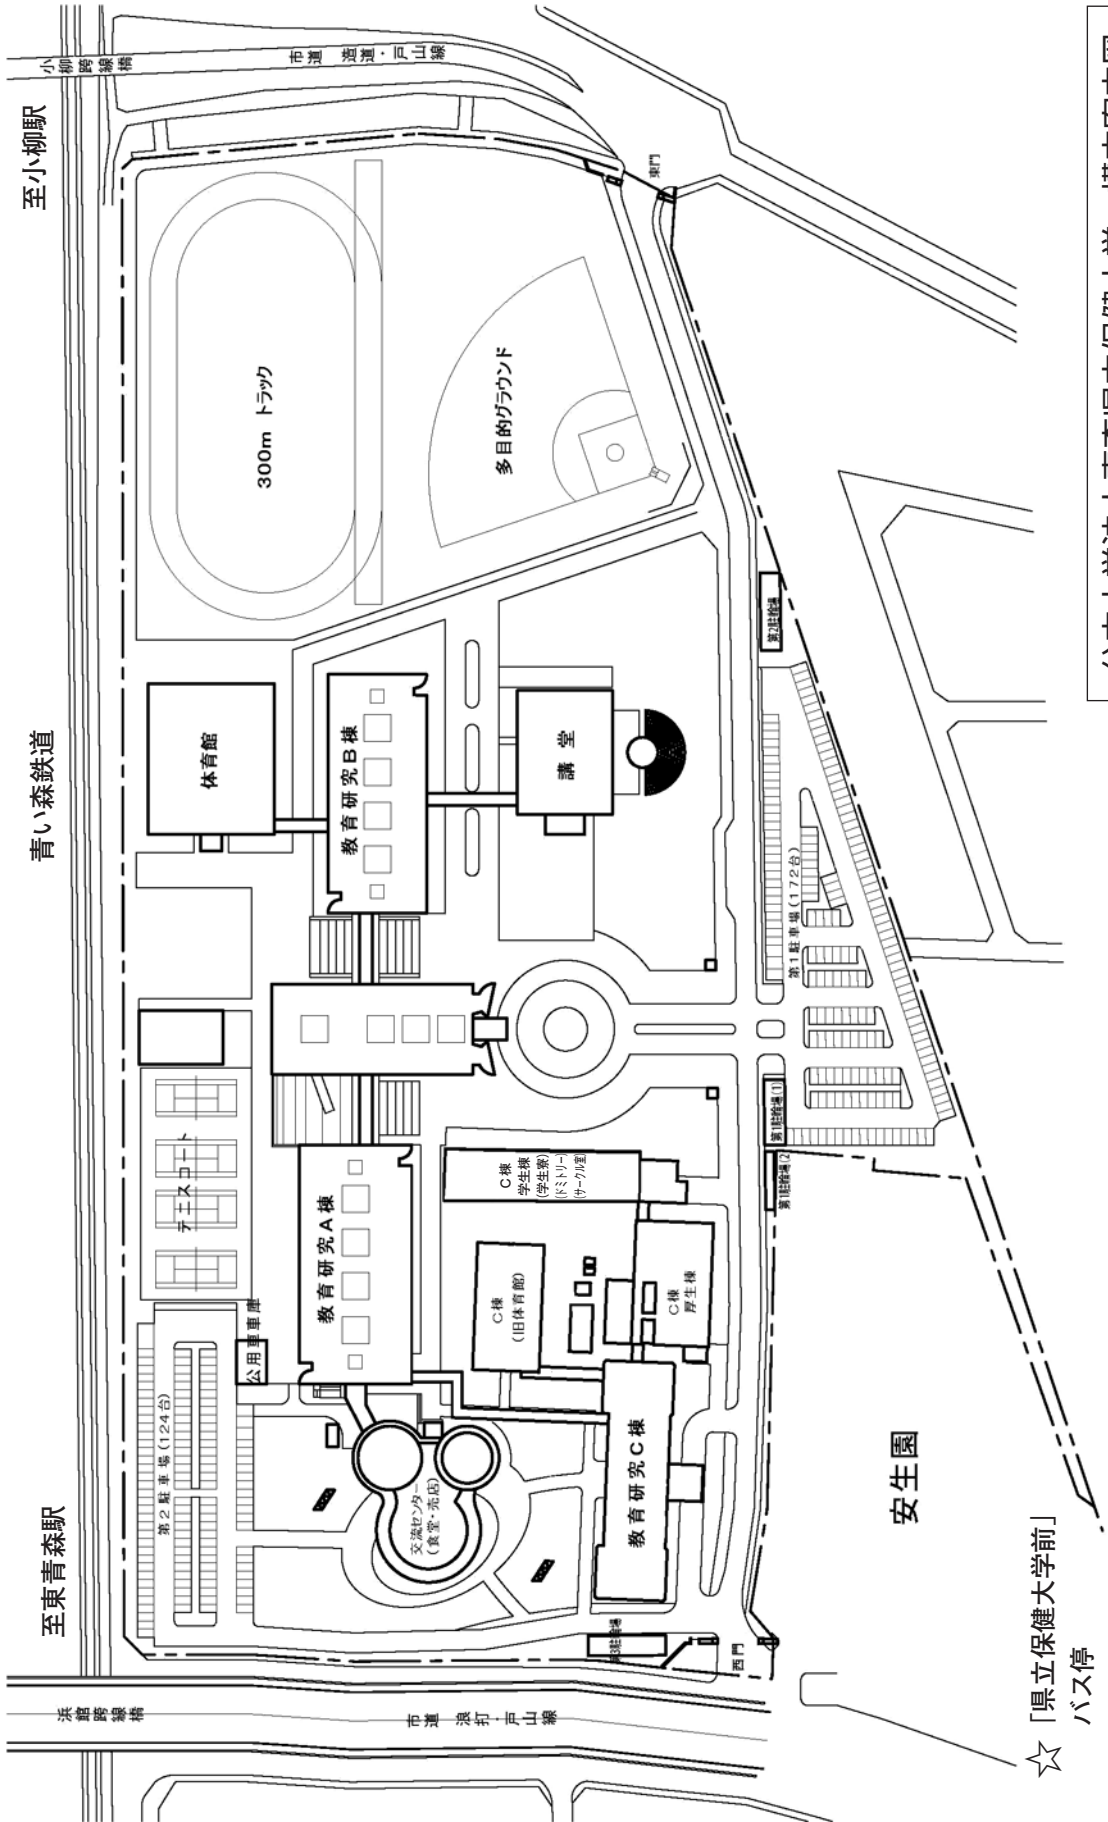 至小柳駅
青い森鉄道
至東青森駅
小柳跨線橋
市道 造道・戸山線
浜館跨線橋
市道 浪打・戸山線
300m トラック
多目的グラウンド
東門
体育館
教育研究B棟
講堂
第2駐輪場
第1駐車場(172台)
テニスコート
教育研究A棟
公用車車庫
第2駐車場(124台)
C棟
学生棟
(学生寮)
(ドミトリー)
(サークル室)
C棟
(旧体育館)
C棟
厚生棟
第1駐輪場(1)
第1駐輪場(2)
交流センター
(食堂・売店)
教育研究C棟
第3駐輪場
西門
安生園
☆「県立保健大学前」
バス停